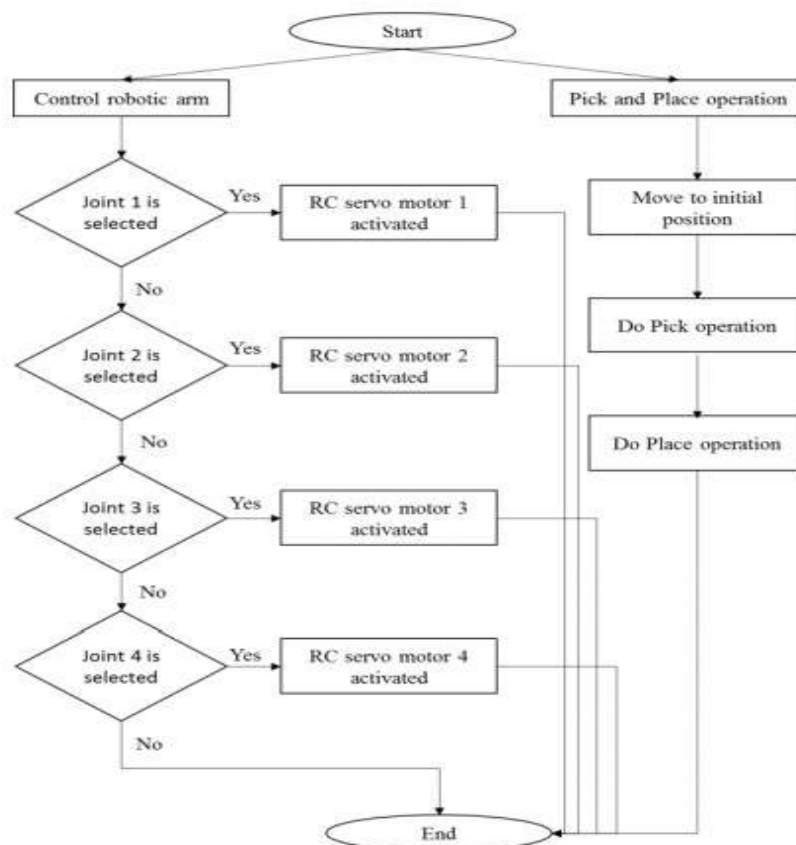 Start
Control robotic arm
Pick and Place operation
Joint 1 is
selected
Yes
RC servo motor 1
activated
Move to initial
position
No
Joint 2 is
selected
Yes
RC servo motor 2
activated
Do Pick operation
No
Joint 3 is
selected
Yes
RC servo motor 3
activated
Do Place operation
No
Joint 4 is
selected
Yes
RC servo motor 4
activated
No
End